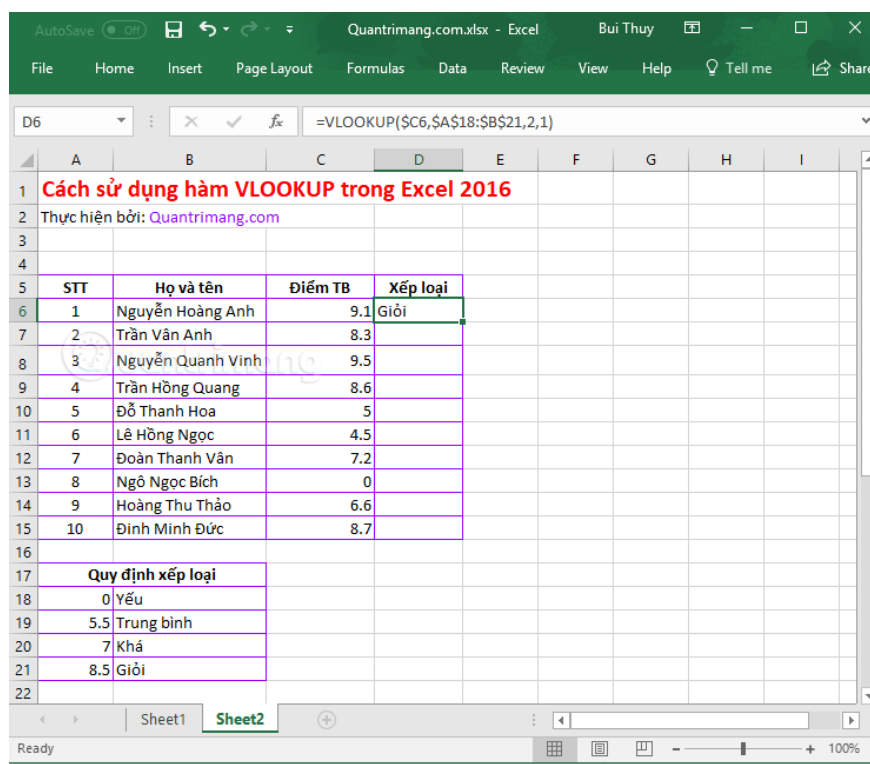 AutoSave Off Quantrimang.com.xlsx - Excel Bui Thuy
File Home Insert Page Layout Formulas Data Review View Help Tell me Share
D6 fx =VLOOKUP($C6,$A$18:$B$21,2,1)
A B C D E F G H I
1 Cách sử dụng hàm VLOOKUP trong Excel 2016
2 Thực hiện bởi: Quantrimang.com
3
4
5 STT Họ và tên Điểm TB Xếp loại
6 1 Nguyễn Hoàng Anh 9.1 Giỏi
7 2 Trần Vân Anh 8.3
8 3 Nguyễn Quanh Vinh 9.5
9 4 Trần Hồng Quang 8.6
10 5 Đỗ Thanh Hoa 5
11 6 Lê Hồng Ngọc 4.5
12 7 Đoàn Thanh Vân 7.2
13 8 Ngô Ngọc Bích 0
14 9 Hoàng Thu Thảo 6.6
15 10 Đinh Minh Đức 8.7
16
17 Quy định xếp loại
18 0 Yếu
19 5.5 Trung bình
20 7 Khá
21 8.5 Giỏi
22
Sheet1 Sheet2
Ready 100%